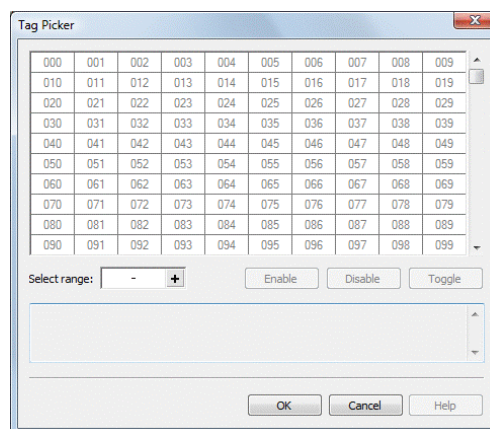 Tag Picker
000 001 002 003 004 005 006 007 008 009
010 011 012 013 014 015 016 017 018 019
020 021 022 023 024 025 026 027 028 029
030 031 032 033 034 035 036 037 038 039
040 041 042 043 044 045 046 047 048 049
050 051 052 053 054 055 056 057 058 059
060 061 062 063 064 065 066 067 068 069
070 071 072 073 074 075 076 077 078 079
080 081 082 083 084 085 086 087 088 089
090 091 092 093 094 095 096 097 098 099
Select range: - + Enable Disable Toggle
OK Cancel Help